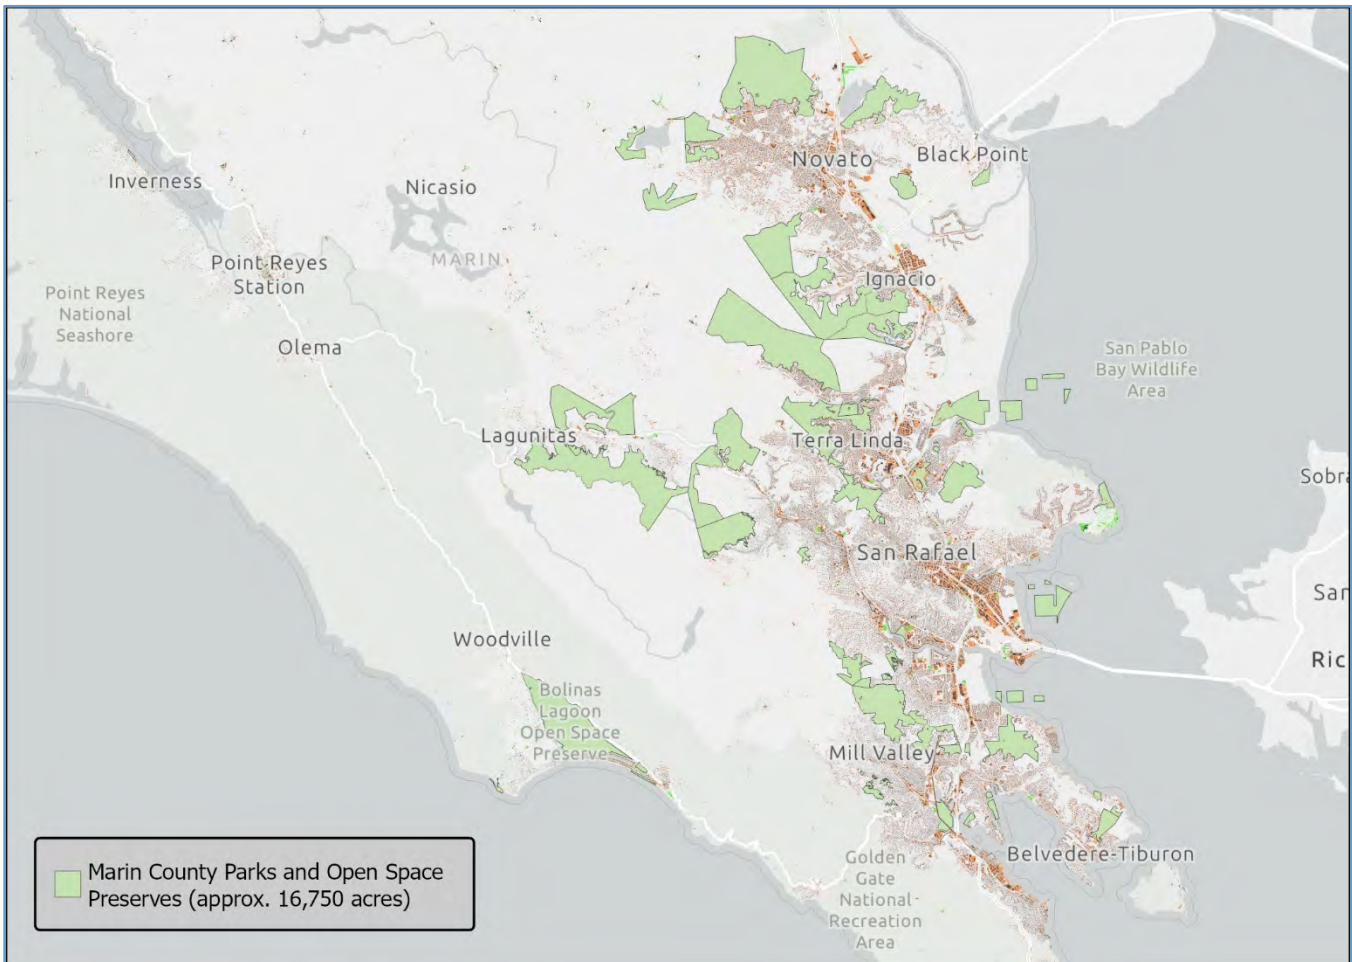 Novato
Black Point
Inverness
Nicasio
MARIN
Point Reyes
Station
Ignacio
Point Reyes
National
Seashore
Olema
San Pablo
Bay Wildlife
Area
Lagunitas
Terra Linda
Sobra
San Rafael
San
Woodville
Ric
Bolinas
Lagoon
Open Space
Preserve
Mill Valley
Belvedere-Tiburon
Golden
Gate
National
Recreation
Area
Marin County Parks and Open Space
Preserves (approx. 16,750 acres)